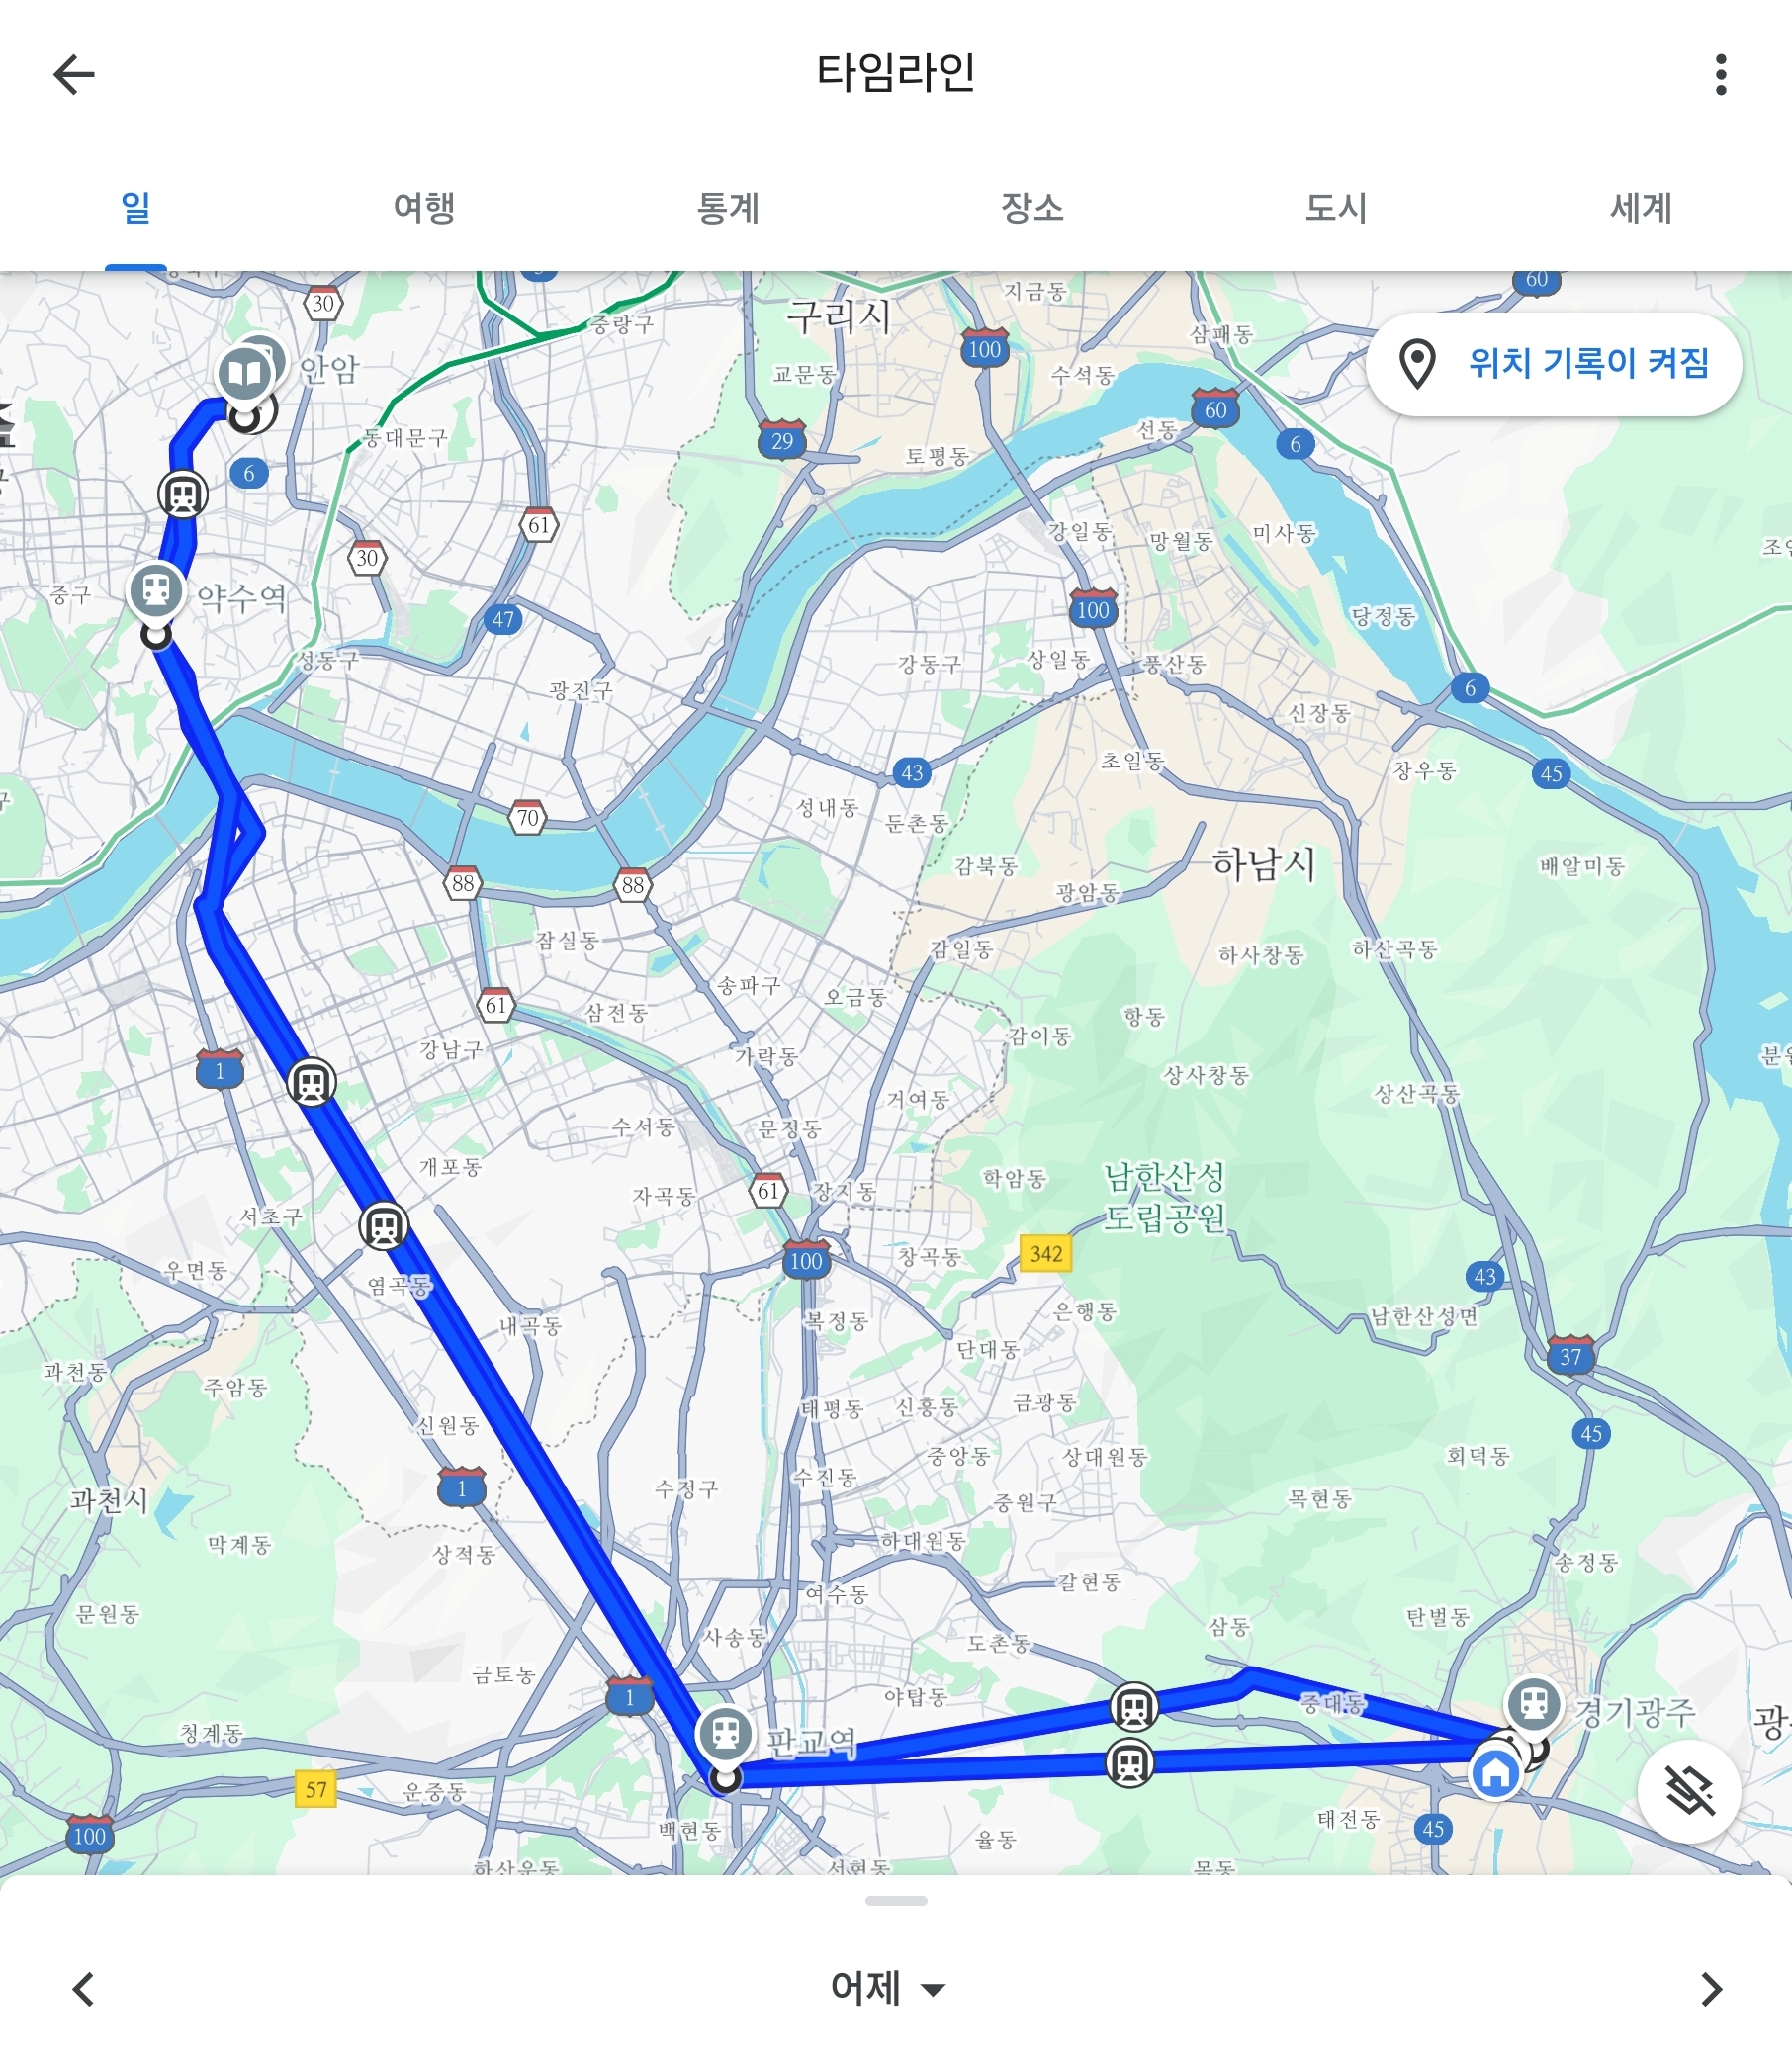 타임라인
일
여행
통계
장소
도시
세계
위치 기록이 켜짐
30
중랑구
구리시
지금동
60
삼패동
100
교문동
수석동
안암
60
동대문구
29
선동
6
토평동
6
61
강일동
망월동
미사동
30
중구
약수역
47
100
당정동
성동구
강동구
상일동
풍산동
광진구
6
신장동
43
초일동
창우동
45
성내동
70
둔촌동
하남시
감북동
배알미동
88
88
광암동
잠실동
감일동
하사창동
하산곡동
송파구
오금동
61
삼전동
항동
감이동
강남구
가락동
1
상사창동
상산곡동
거여동
수서동
문정동
개포동
학암동
남한산성
도립공원
자곡동
61
장지동
서초구
342
창곡동
100
우면동
염곡동
43
내곡동
복정동
은행동
남한산성면
단대동
37
과천동
주암동
태평동
신흥동
금광동
신원동
45
중앙동
상대원동
회덕동
1
수진동
수정구
과천시
중원구
목현동
막계동
상적동
하대원동
송정동
갈현동
여수동
문원동
탄벌동
삼동
사송동
도촌동
금토동
1
야탑동
중대동
경기광주
청계동
판교역
57
운중동
태전동
45
100
백현동
율동
어제